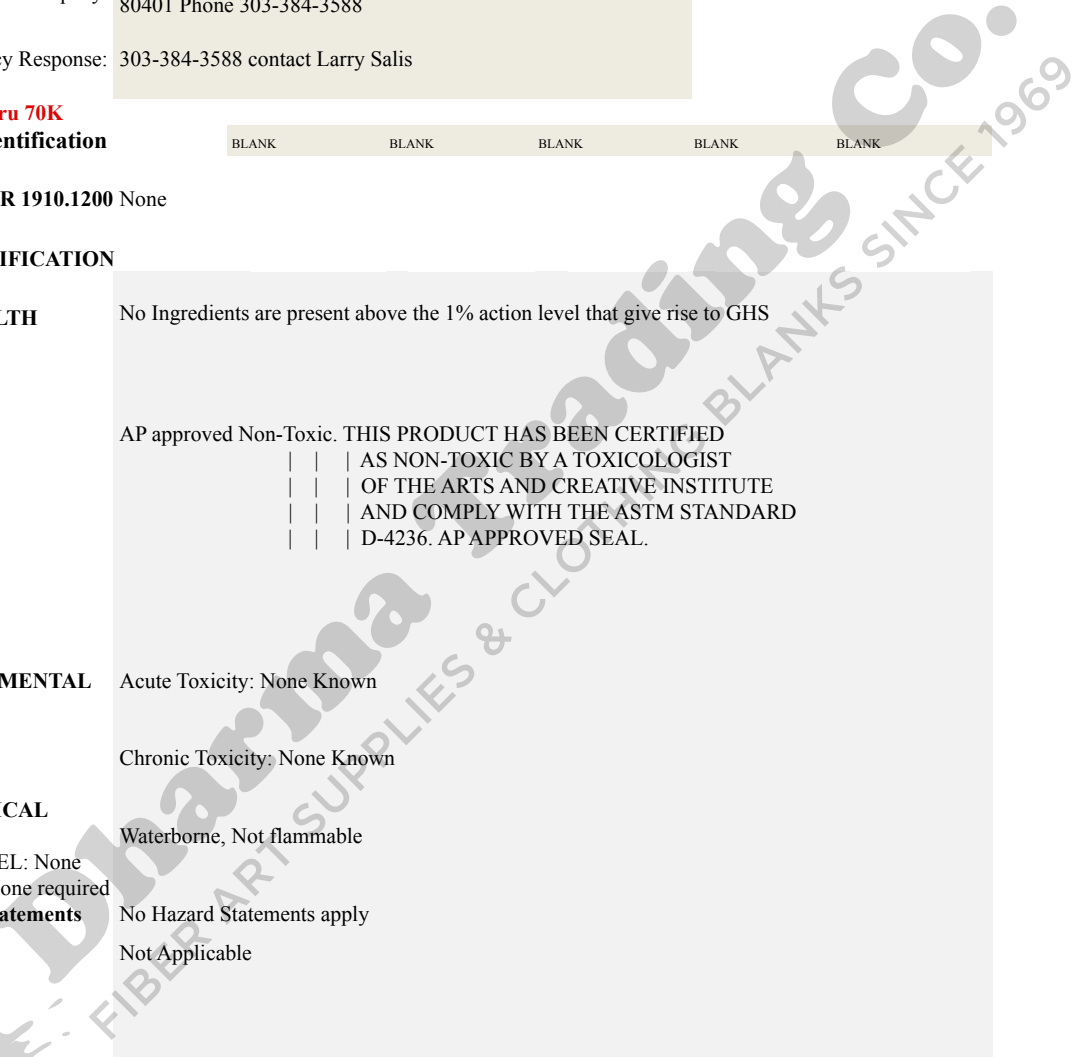 80401 Phone 303-384-3588
cy Response: 303-384-3588 contact Larry Salis
ru 70K
entification BLANK BLANK BLANK BLANK BLANK
R 1910.1200 None
IFICATION
LTH No Ingredients are present above the 1% action level that give rise to GHS
AP approved Non-Toxic. THIS PRODUCT HAS BEEN CERTIFIED
| | | AS NON-TOXIC BY A TOXICOLOGIST
| | | OF THE ARTS AND CREATIVE INSTITUTE
| | | AND COMPLY WITH THE ASTM STANDARD
| | | D-4236. AP APPROVED SEAL.
MENTAL Acute Toxicity: None Known
Chronic Toxicity: None Known
ICAL
Waterborne, Not flammable
EL: None
one required
atements No Hazard Statements apply
Not Applicable
Dharma Trading Co.
FIBER ART SUPPLIES & CLOTHING BLANKS SINCE 1969